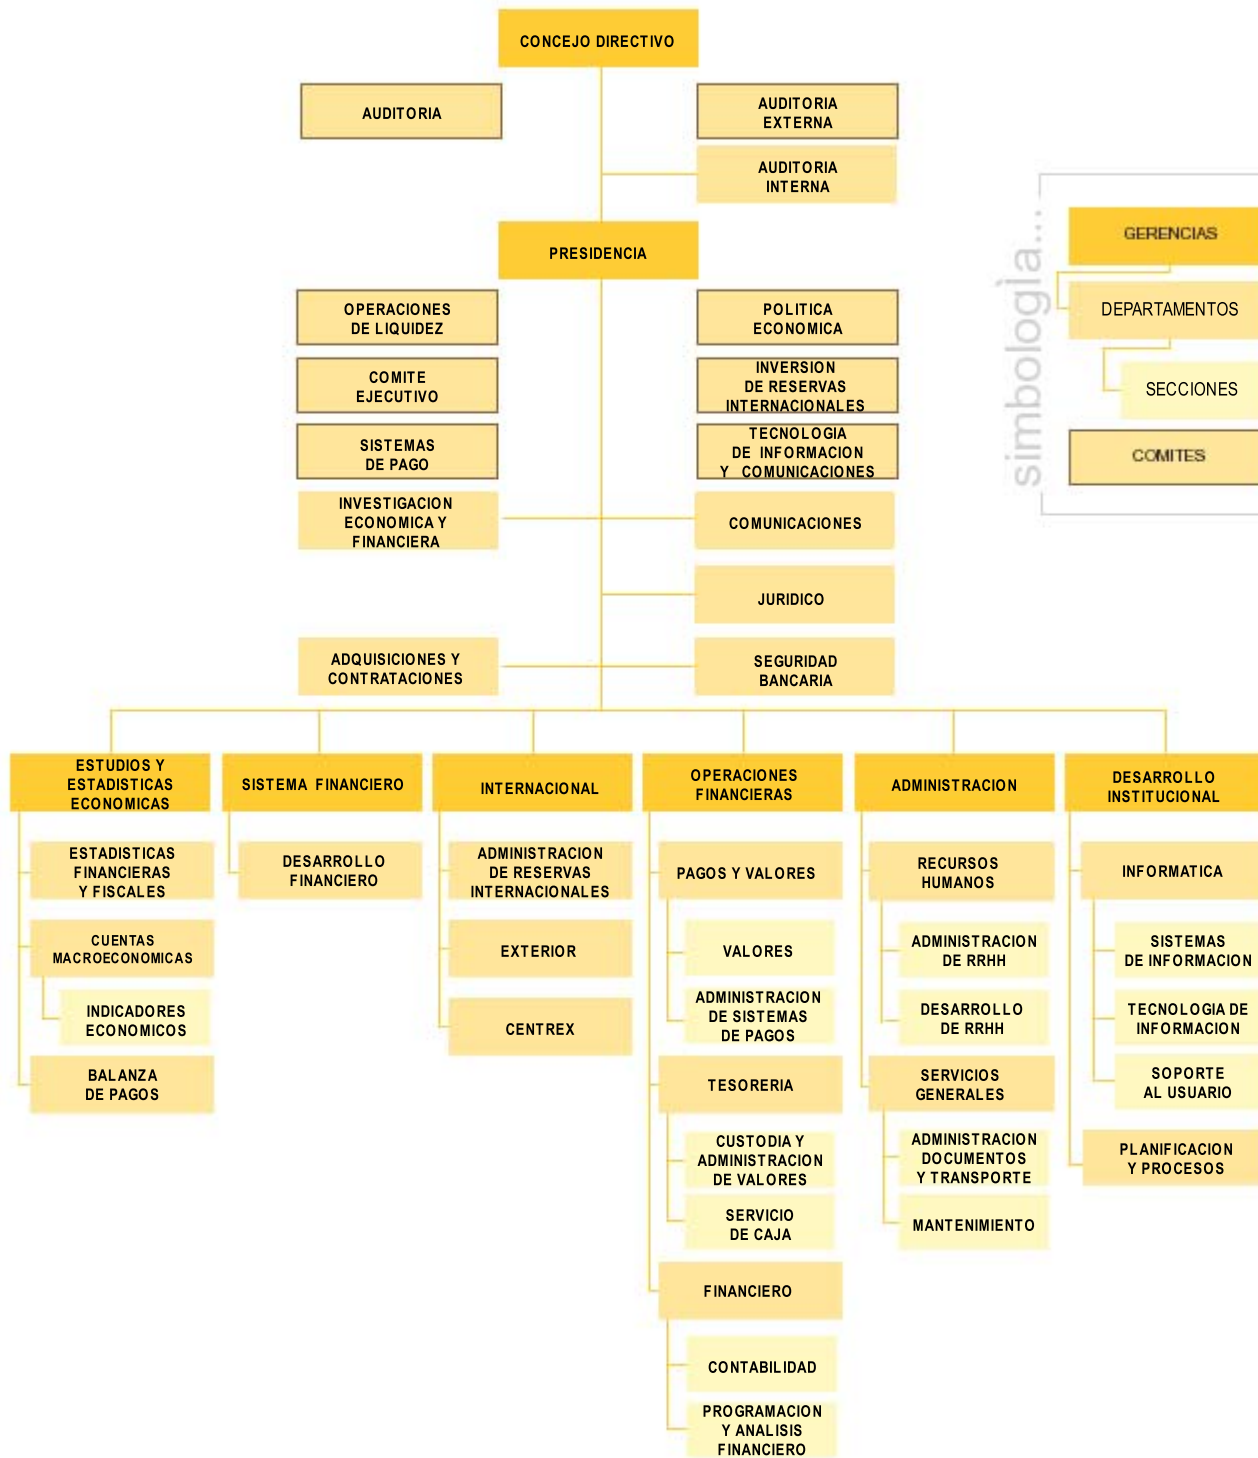 CONCEJO DIRECTIVO
AUDITORIA
AUDITORIA
EXTERNA
AUDITORIA
INTERNA
PRESIDENCIA
OPERACIONES
DE LIQUIDEZ
POLITICA
ECONOMICA
COMITE
EJECUTIVO
INVERSION
DE RESERVAS
INTERNACIONALES
SISTEMAS
DE PAGO
TECNOLOGIA
DE INFORMACION
Y COMUNICACIONES
INVESTIGACION
ECONOMICA Y
FINANCIERA
COMUNICACIONES
JURIDICO
ADQUISICIONES Y
CONTRATACIONES
SEGURIDAD
BANCARIA
simbología...
GERENCIAS
DEPARTAMENTOS
SECCIONES
COMITES
ESTUDIOS Y
ESTADISTICAS
ECONOMICAS
ESTADISTICAS
FINANCIERAS
Y FISCALES
CUENTAS
MACROECONOMICAS
INDICADORES
ECONOMICOS
BALANZA
DE PAGOS
SISTEMA FINANCIERO
DESARROLLO
FINANCIERO
INTERNACIONAL
ADMINISTRACION
DE RESERVAS
INTERNACIONALES
EXTERIOR
CENTREX
OPERACIONES
FINANCIERAS
PAGOS Y VALORES
VALORES
ADMINISTRACION
DE SISTEMAS
DE PAGOS
TESORERIA
CUSTODIA Y
ADMINISTRACION
DE VALORES
SERVICIO
DE CAJA
FINANCIERO
CONTABILIDAD
PROGRAMACION
Y ANALISIS
FINANCIERO
ADMINISTRACION
RECURSOS
HUMANOS
ADMINISTRACION
DE RRHH
DESARROLLO
DE RRHH
SERVICIOS
GENERALES
ADMINISTRACION
DOCUMENTOS
Y TRANSPORTE
MANTENIMIENTO
DESARROLLO
INSTITUCIONAL
INFORMATICA
SISTEMAS
DE INFORMACION
TECNOLOGIA DE
INFORMACION
SOPORTE
AL USUARIO
PLANIFICACION
Y PROCESOS